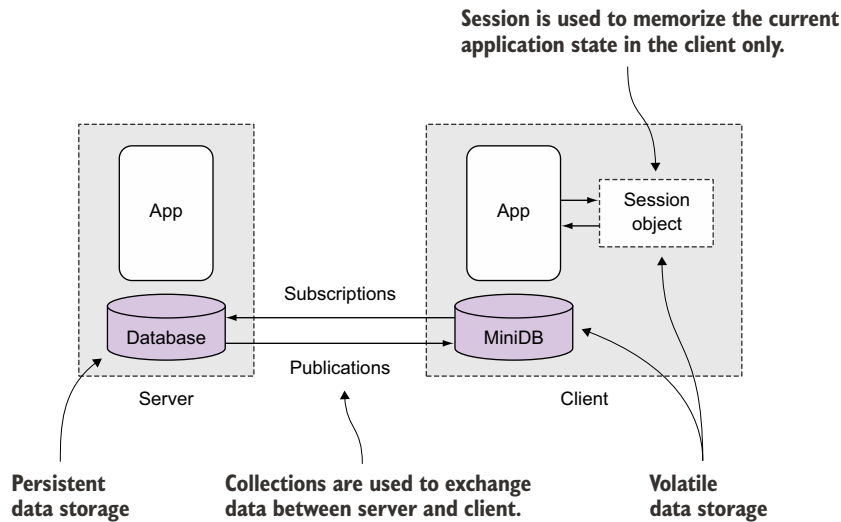 Session is used to memorize the current
application state in the client only.
App
App
Session
object
Subscriptions
Database
MiniDB
Publications
Server
Client
Persistent
data storage
Collections are used to exchange
data between server and client.
Volatile
data storage